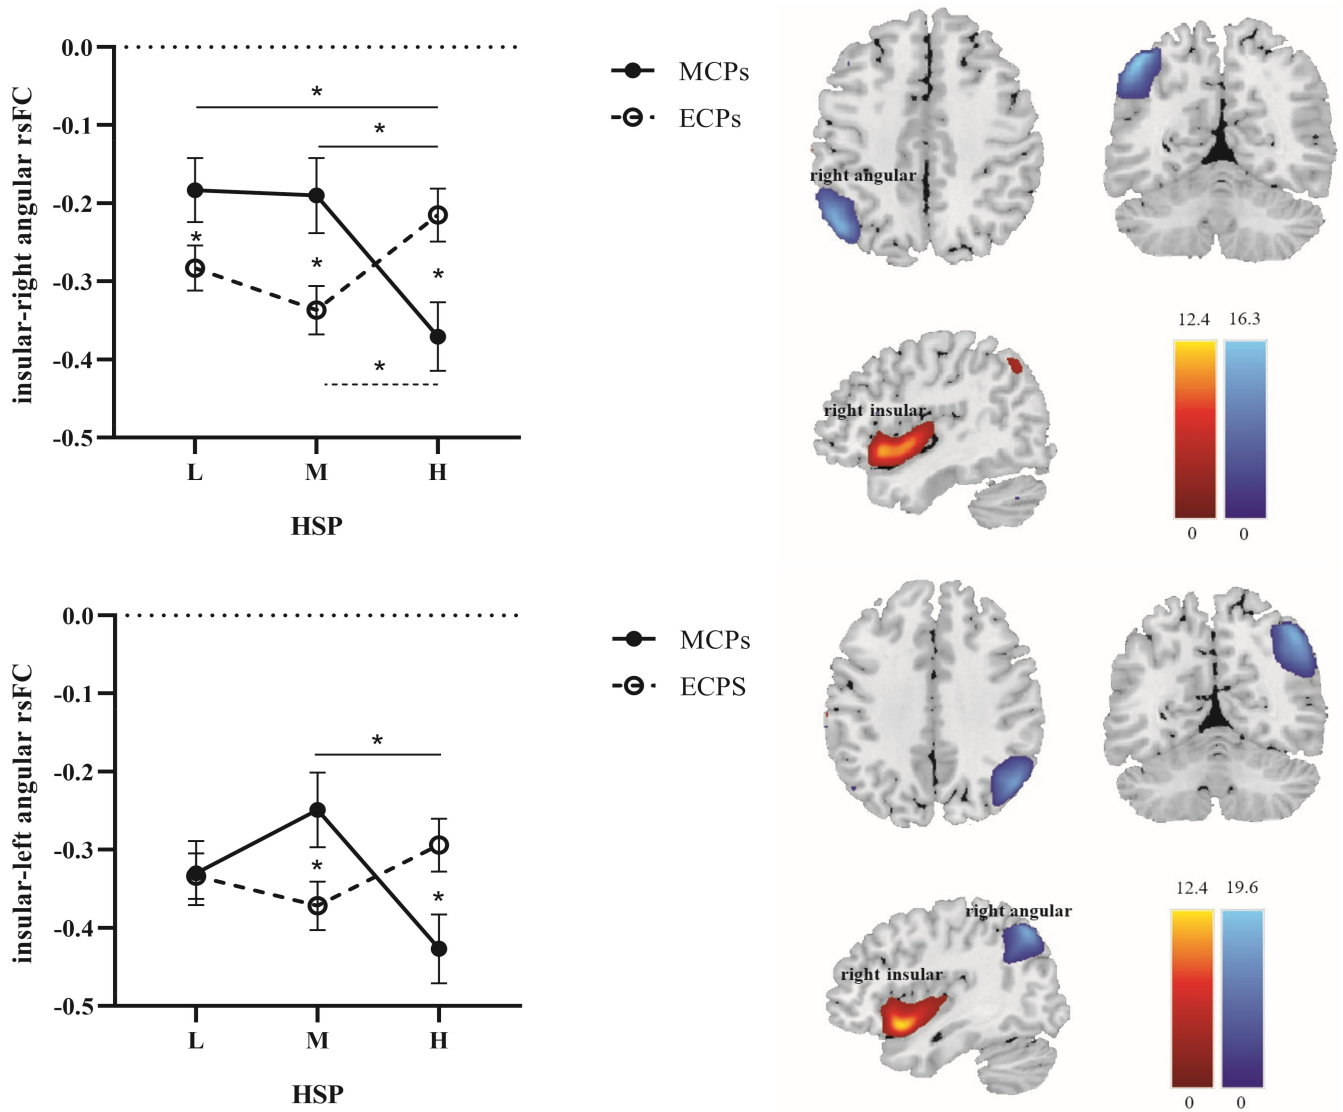 insular-right angular rsFC
0.0
-0.1
-0.2
-0.3
-0.4
-0.5
*
*
*
*
*
*
L M H
HSP
MCPs
ECPs
right angular
right insular
12.4 16.3
0 0
insular-left angular rsFC
0.0
-0.1
-0.2
-0.3
-0.4
-0.5
*
*
*
L M H
HSP
MCPs
ECPS
right angular
right insular
12.4 19.6
0 0